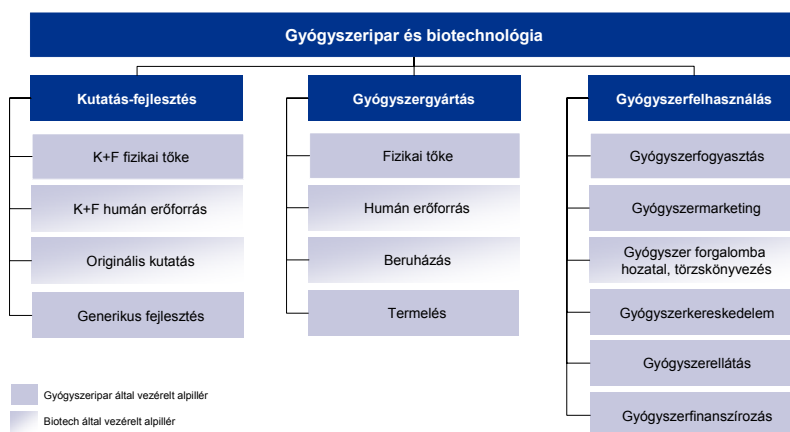 Gyógyszeripar és biotechnológia
Kutatás-fejlesztés
K+F fizikai tőke
K+F humán erőforrás
Originális kutatás
Generikus fejlesztés
Gyógyszergyártás
Fizikai tőke
Humán erőforrás
Beruházás
Termelés
Gyógyszerfelhasználás
Gyógyszerfogyasztás
Gyógyszermarketing
Gyógyszer forgalomba
hozatal, törzskönyvezés
Gyógyszerkereskedelem
Gyógyszerellátás
Gyógyszerfinanszírozás
Gyógyszeripar által vezérelt alpillér
Biotech által vezérelt alpillér